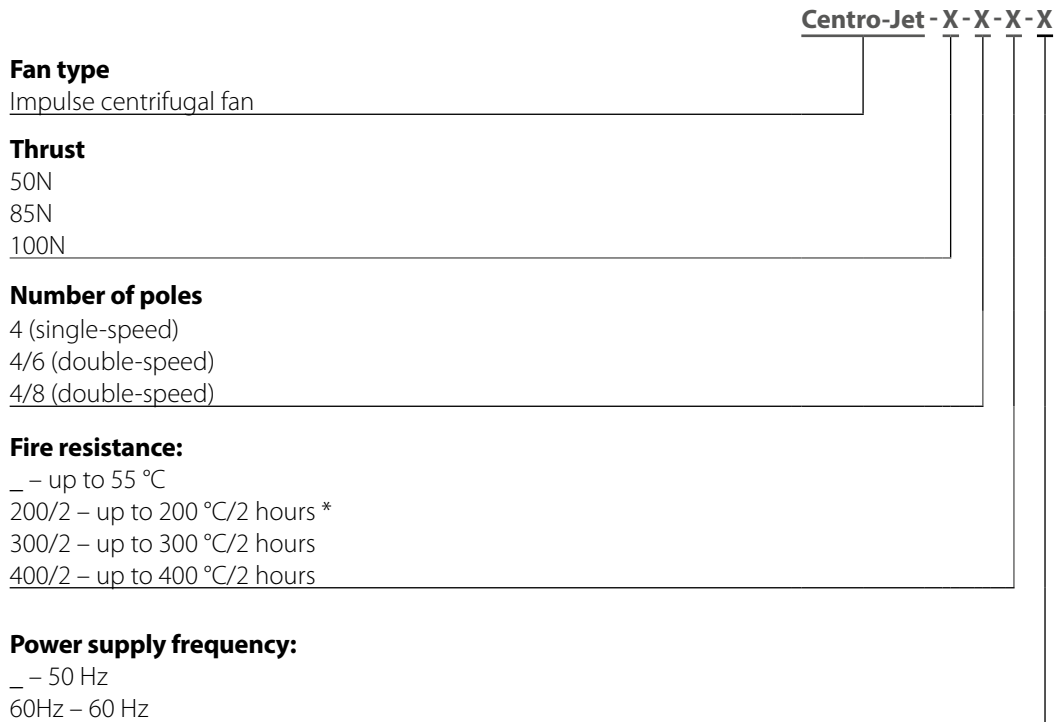 Centro-Jet - X - X - X - X
Fan type
Impulse centrifugal fan
Thrust
50N
85N
100N
Number of poles
4 (single-speed)
4/6 (double-speed)
4/8 (double-speed)
Fire resistance:
_ – up to 55 °C
200/2 – up to 200 °C/2 hours *
300/2 – up to 300 °C/2 hours
400/2 – up to 400 °C/2 hours
Power supply frequency:
_ – 50 Hz
60Hz – 60 Hz